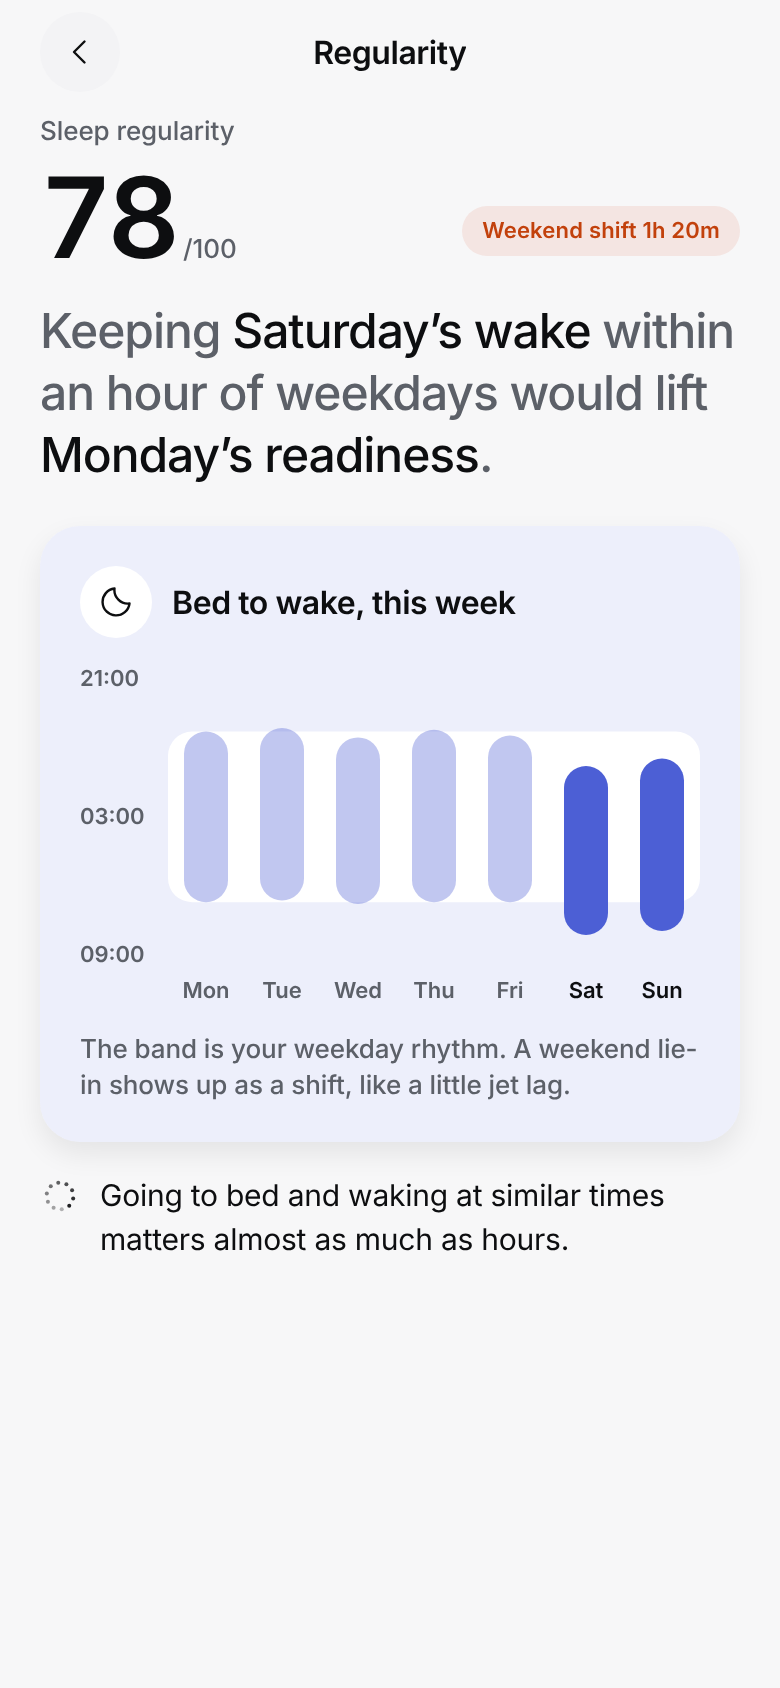 Regularity
Sleep regularity
78 /100
Weekend shift 1h 20m
Keeping Saturday’s wake within
an hour of weekdays would lift
Monday’s readiness.
Bed to wake, this week
21:00
03:00
09:00
Mon Tue Wed Thu Fri Sat Sun
The band is your weekday rhythm. A weekend lie-
in shows up as a shift, like a little jet lag.
Going to bed and waking at similar times
matters almost as much as hours.